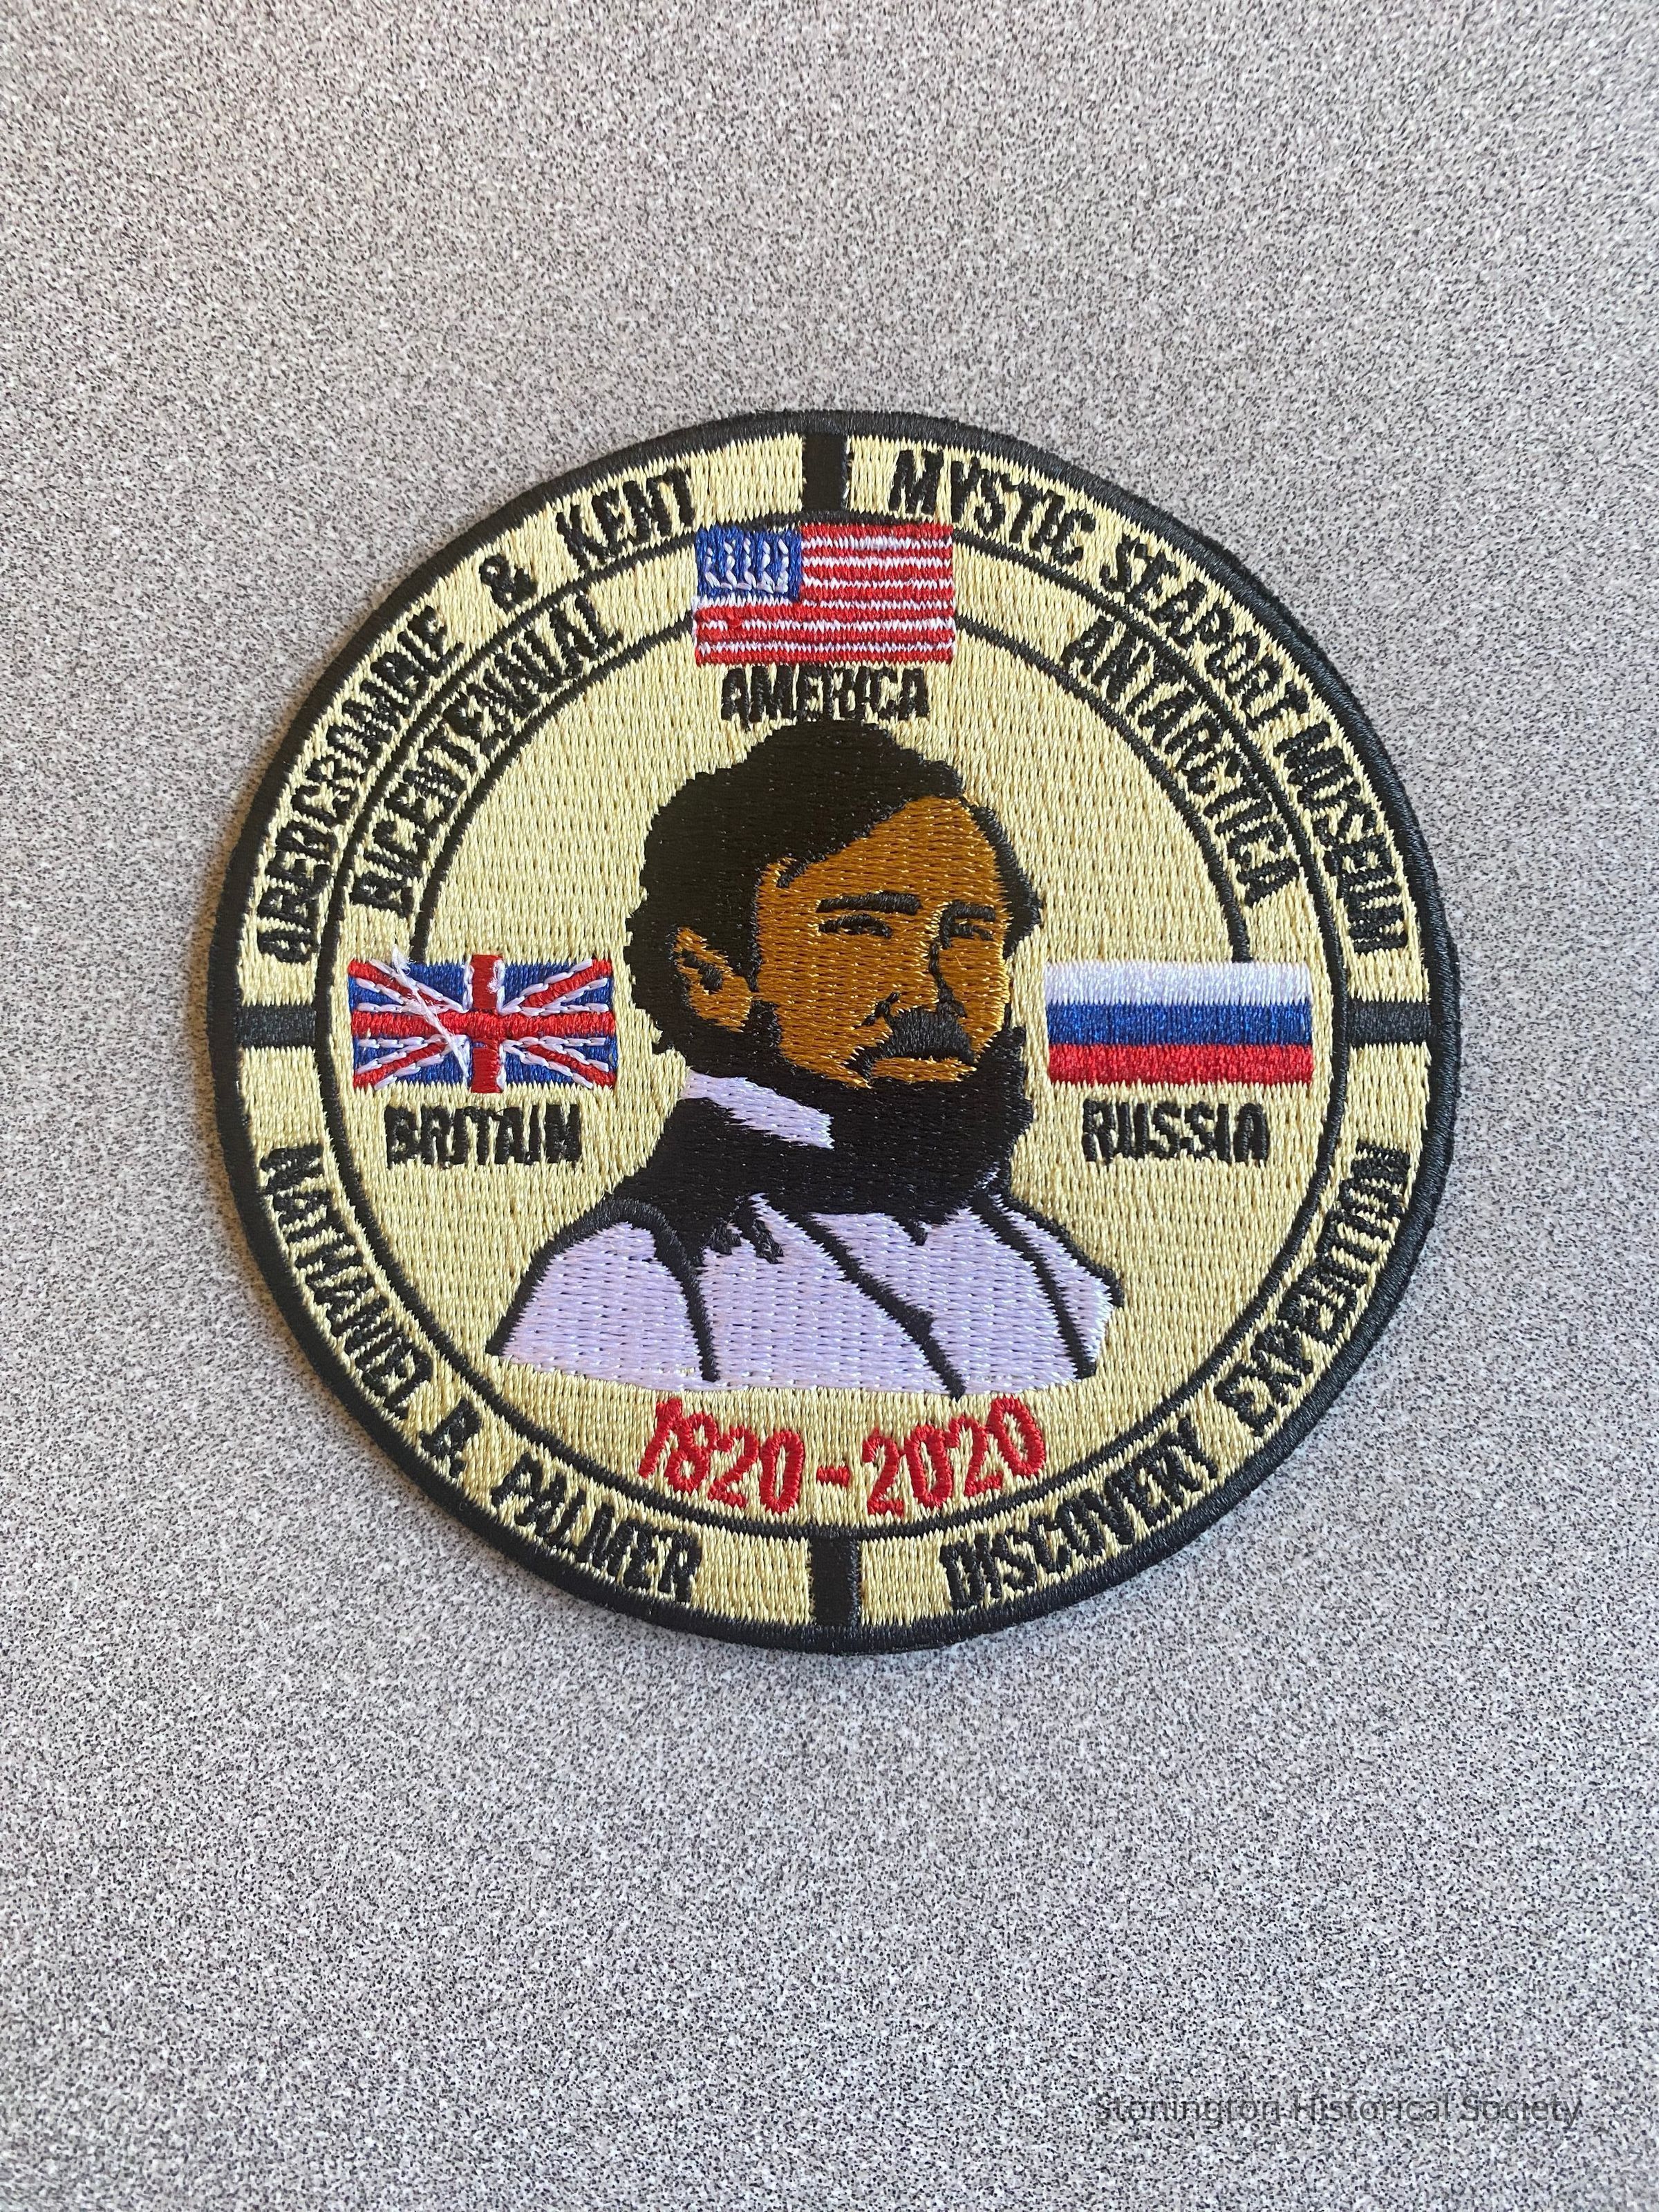 ABERCROMBIE & KENT
MYSTIC SEAPORT MUSEUM
BICENTENNIAL
ANTARCTICA
AMERICA
BRITAIN
RUSSIA
1820-2020
NATHANIEL B. PALMER
DISCOVERY EXPEDITION
Stonington Historical Society